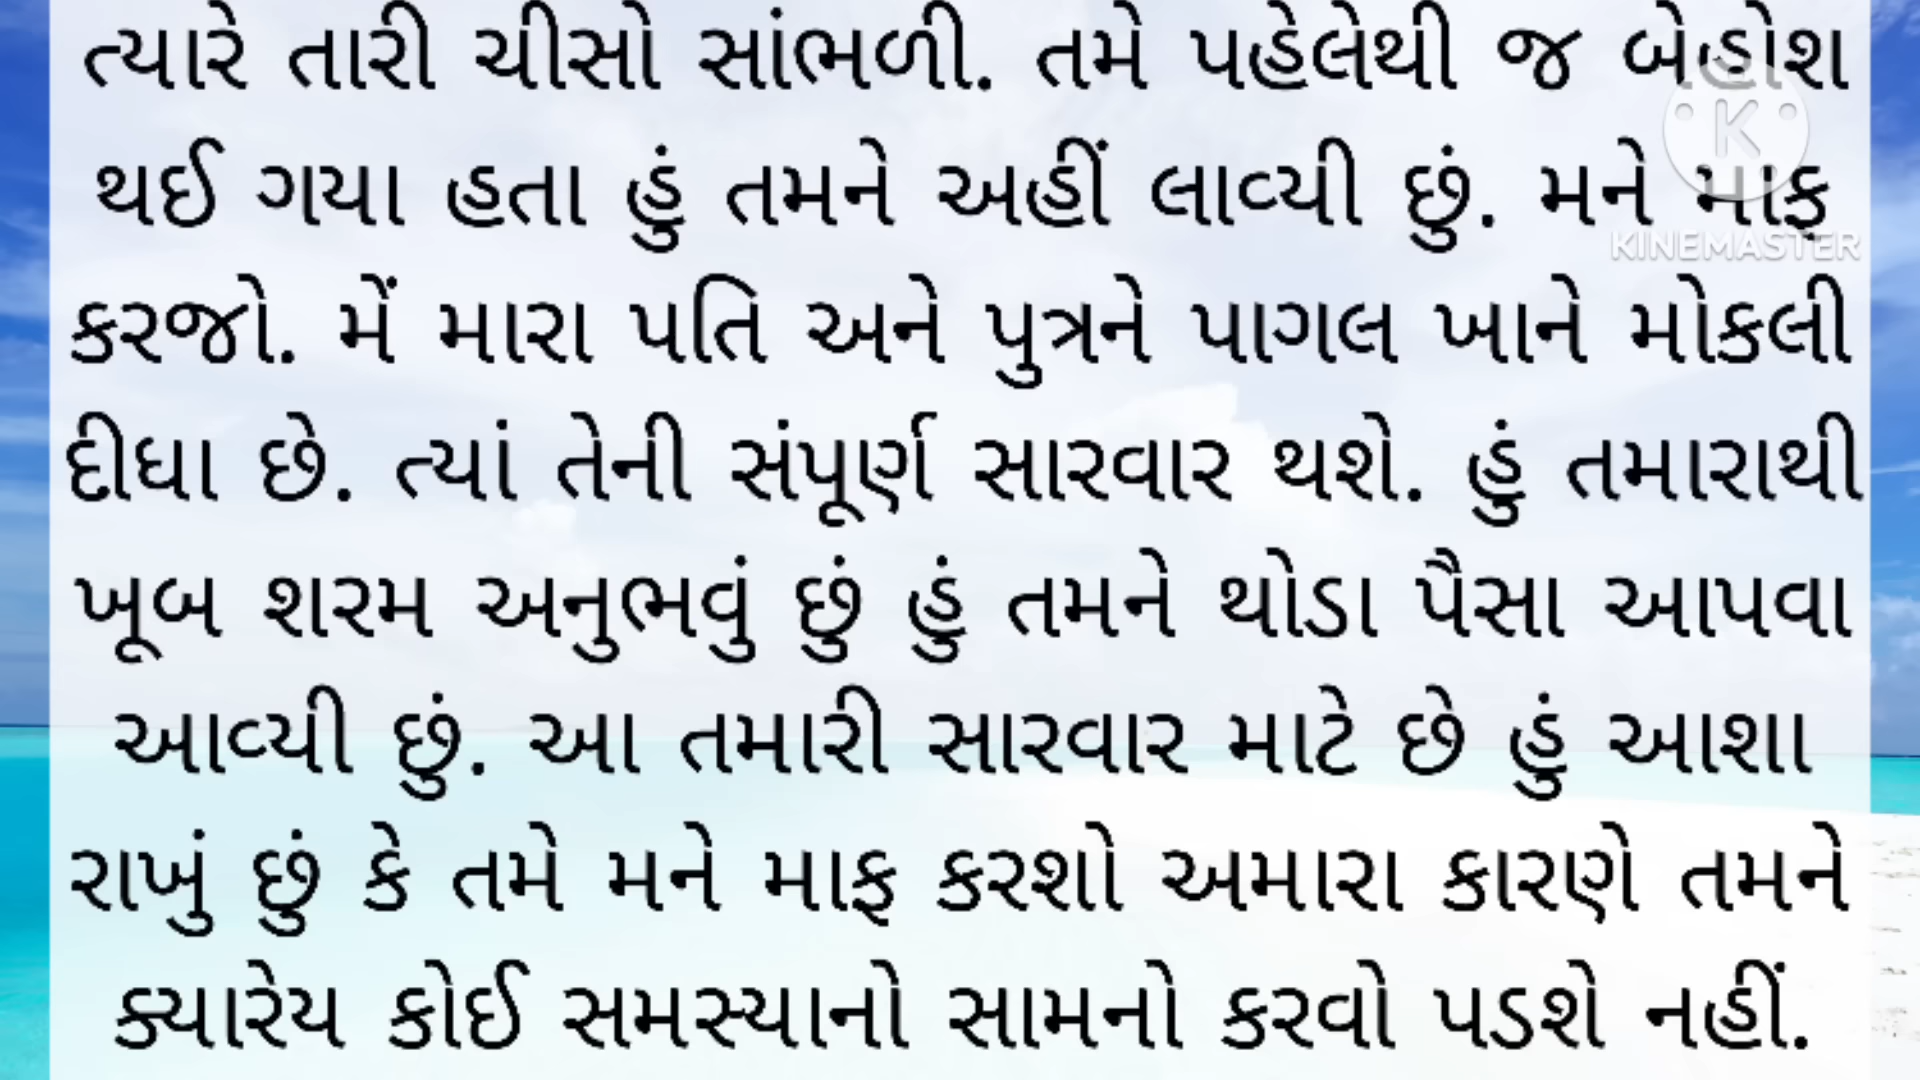 ત્યારે તારી ચીસો સાંભળી. તમે પહેલેથી જ બેહોશ
થઈ ગયા હતા હું તમને અહીં લાવ્યી છું. મને માફ
કરજો. મેં મારા પતિ અને પુત્રને પાગલ ખાને મોકલી
દીધા છે. ત્યાં તેની સંપૂર્ણ સારવાર થશે. હું તમારાથી
ખૂબ શરમ અનુભવું છું હું તમને થોડા પૈસા આપવા
આવ્યી છું. આ તમારી સારવાર માટે છે હું આશા
રાખું છું કે તમે મને માફ કરશો અમારા કારણે તમને
ક્યારેય કોઈ સમસ્યાનો સામનો કરવો પડશે નહીં.
K
KINEMASTER